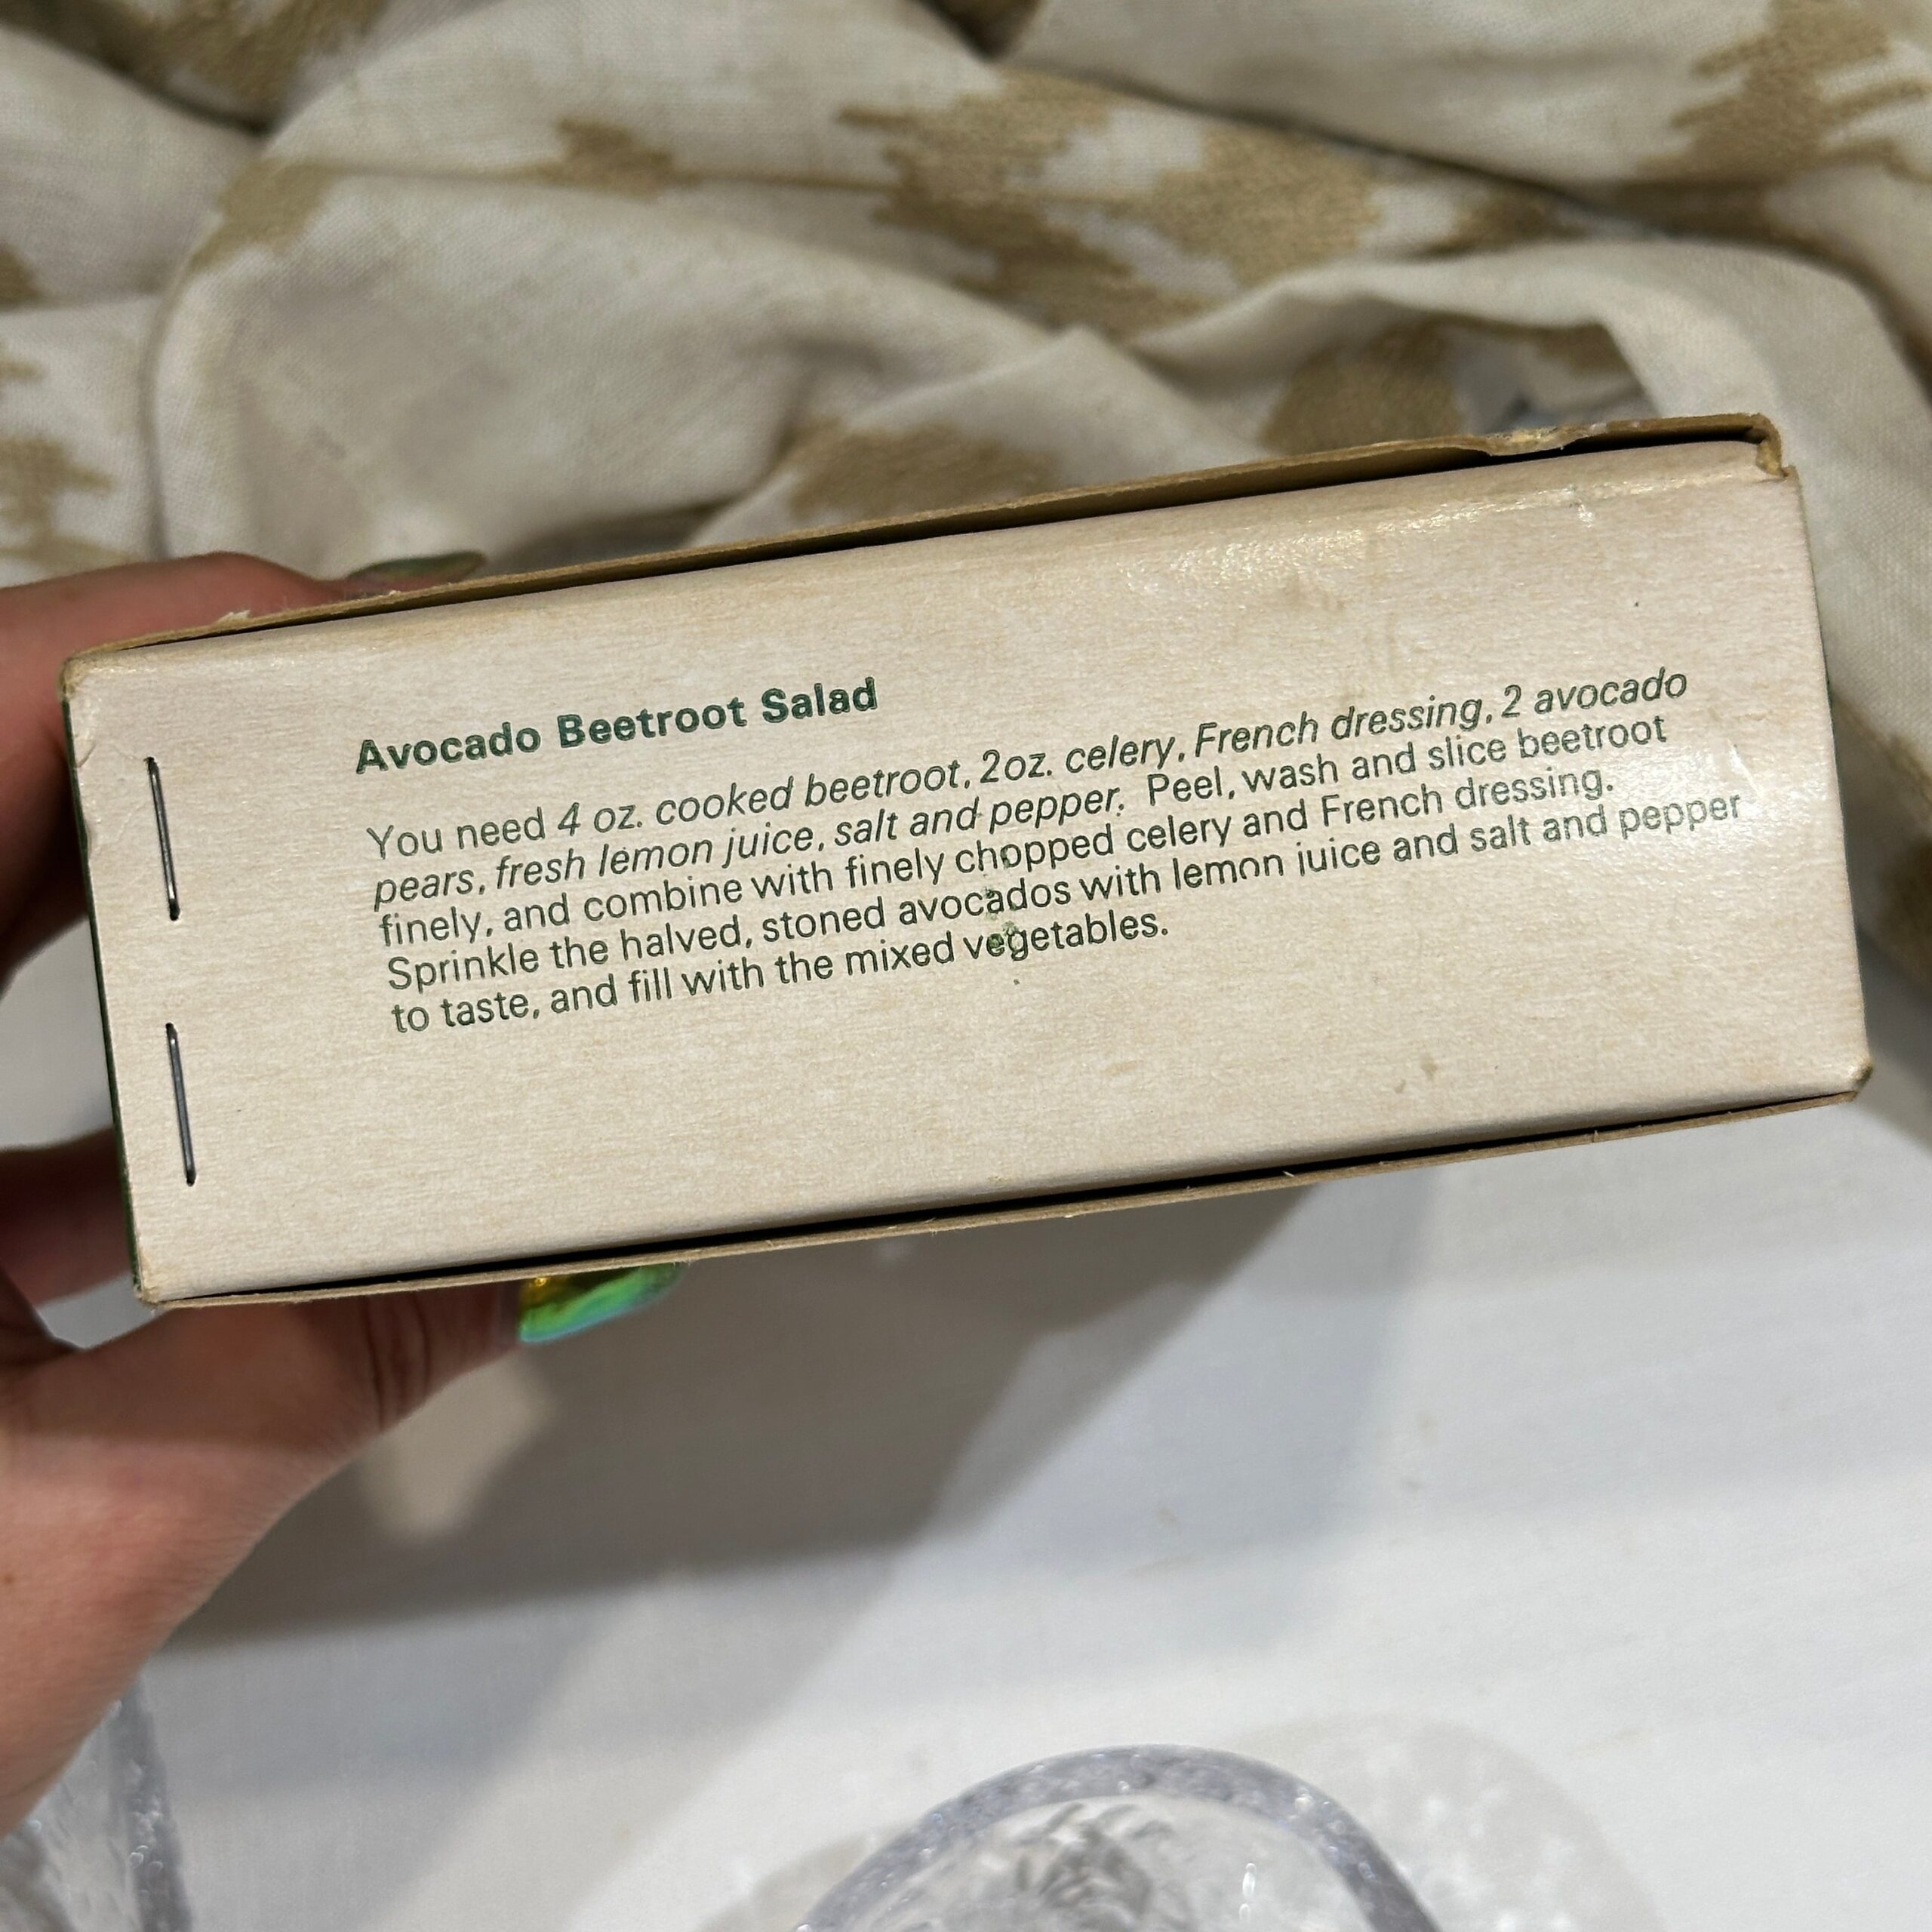 Avocado Beetroot Salad
You need 4 oz. cooked beetroot, 2oz. celery, French dressing, 2 avocado
pears, fresh lemon juice, salt and pepper. Peel, wash and slice beetroot
finely, and combine with finely chopped celery and French dressing.
Sprinkle the halved, stoned avocados with lemon juice and salt and pepper
to taste, and fill with the mixed vegetables.